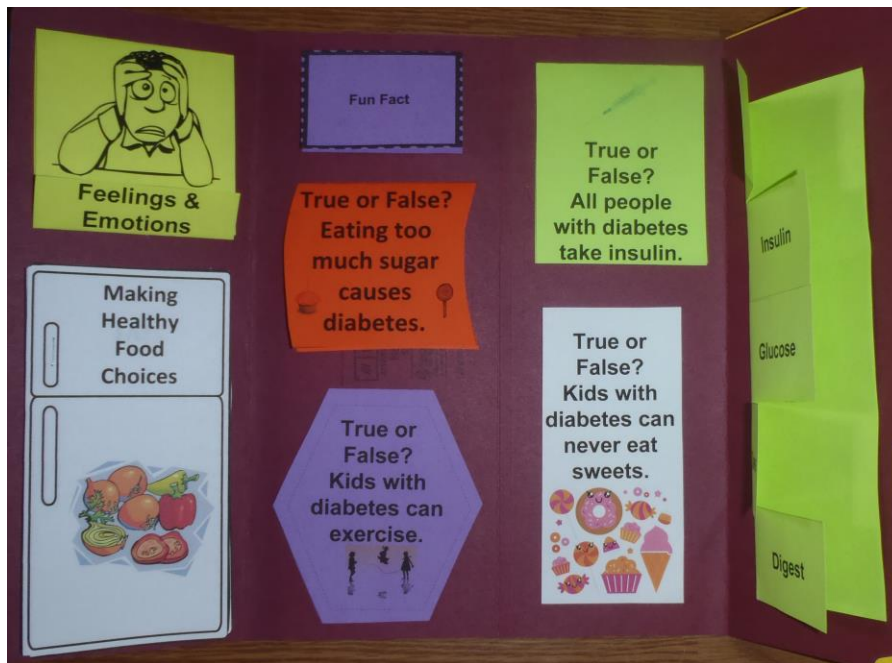 Feelings &
Emotions
Making
Healthy
Food
Choices
Fun Fact
True or False?
Eating too
much sugar
causes
diabetes.
True or
False?
Kids with
diabetes can
exercise.
True or
False?
All people
with diabetes
take insulin.
True or
False?
Kids with
diabetes can
never eat
sweets.
Insulin
Glucose
Digest